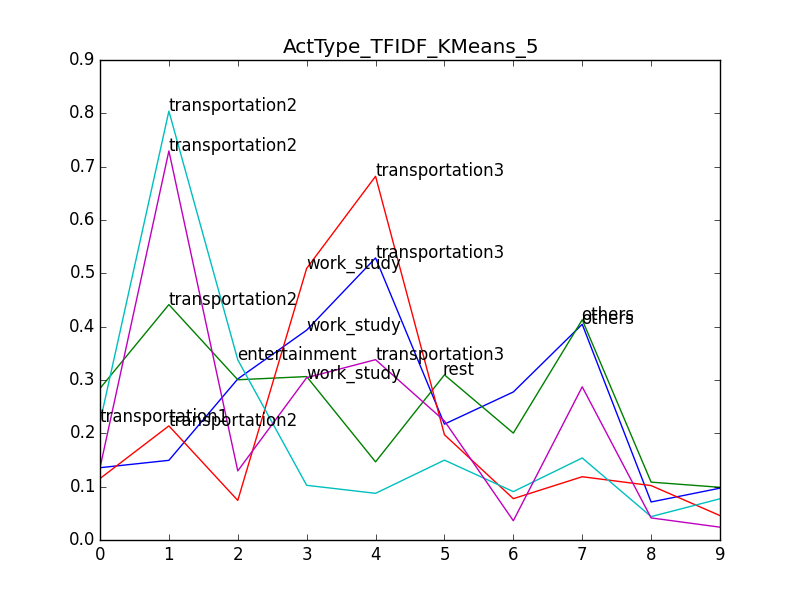 ActType_TFIDF_KMeans_5
0.9
0.8
0.7
0.6
0.5
0.4
0.3
0.2
0.1
0.0
transportation2
transportation2
transportation3
transportation3
work_study
transportation2
others
others
work_study
entertainment
transportation3
rest
work_study
transportation1
transportation2
0 1 2 3 4 5 6 7 8 9